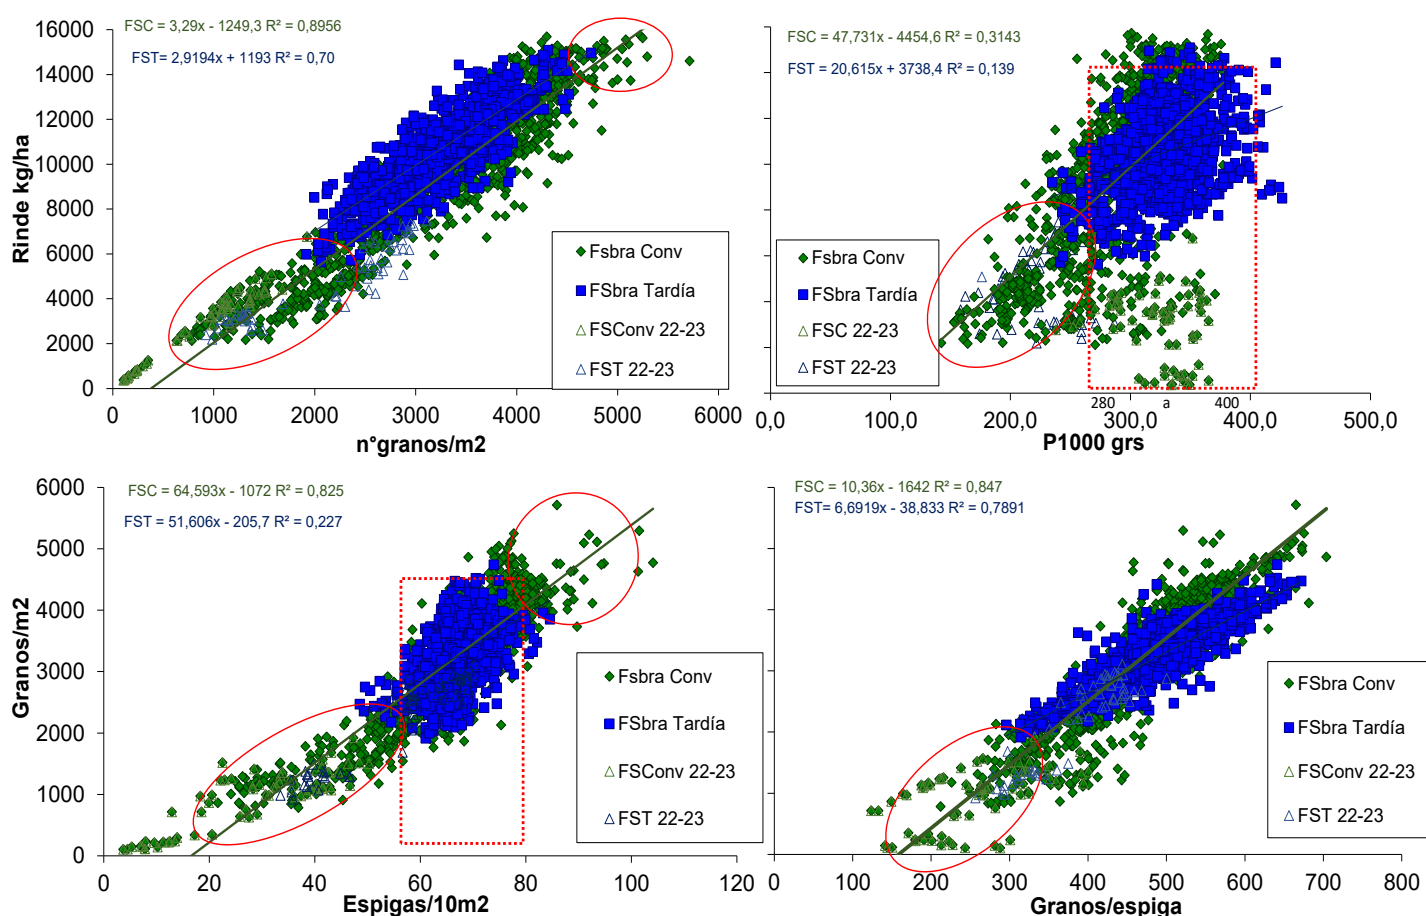 FSC = 3,29x - 1249,3 R² = 0,8956
FST= 2,9194x + 1193 R² = 0,70
Rinde kg/ha
16000
14000
12000
10000
8000
6000
4000
2000
0
Fsbra Conv
FSbra Tardía
FSConv 22-23
FST 22-23
0 1000 2000 3000 4000 5000 6000
n°granos/m2
FSC = 47,731x - 4454,6 R² = 0,3143
FST = 20,615x + 3738,4 R² = 0,139
Fsbra Conv
FSbra Tardía
FSC 22-23
FST 22-23
280 a 400
0,0 100,0 200,0 300,0 400,0 500,0
P1000 grs
FSC = 64,593x - 1072 R² = 0,825
FST = 51,606x - 205,7 R² = 0,227
Granos/m2
6000
5000
4000
3000
2000
1000
0
Fsbra Conv
FSbra Tardía
FSConv 22-23
FST 22-23
0 20 40 60 80 100 120
Espigas/10m2
FSC = 10,36x - 1642 R² = 0,847
FST= 6,6919x - 38,833 R² = 0,7891
FSbra Conv
FSbra Tardía
FSConv 22-23
FST 22-23
0 100 200 300 400 500 600 700 800
Granos/espiga